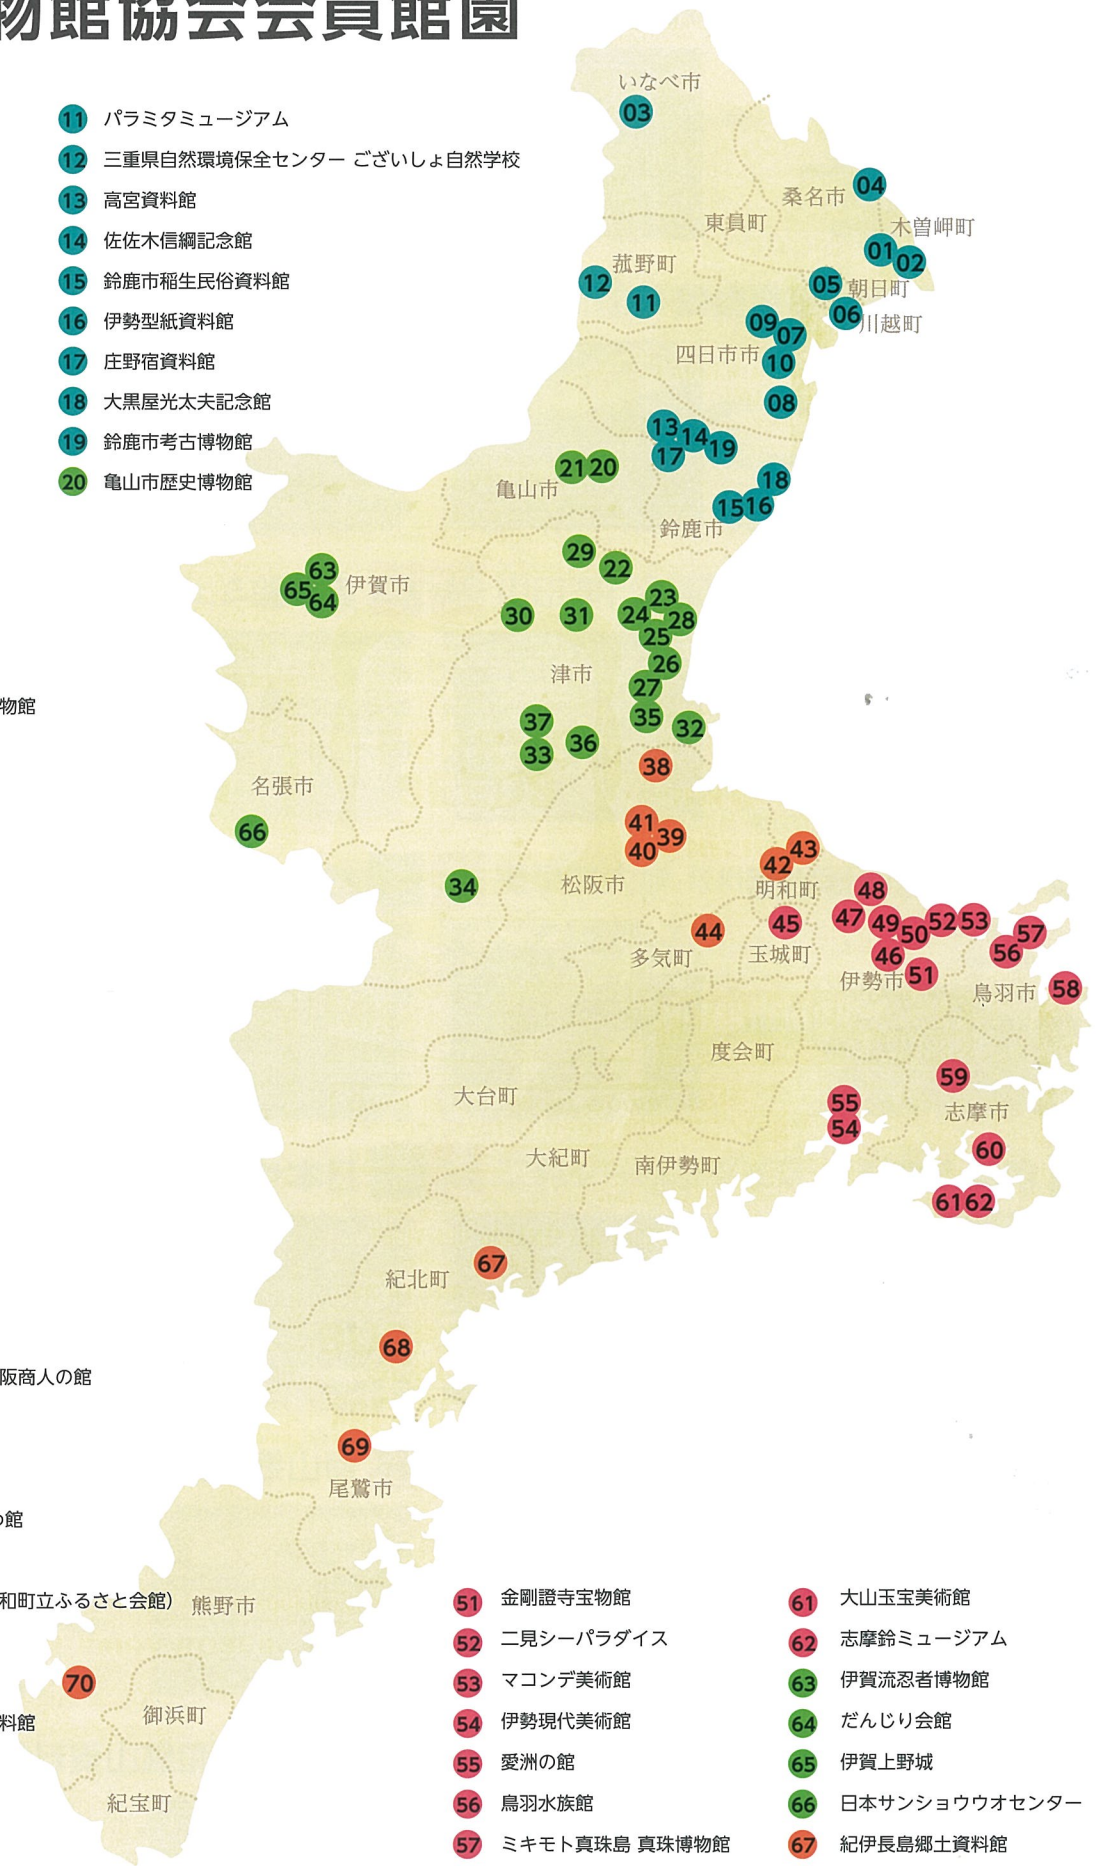 物館協会会員館園
11 パラミタミュージアム
12 三重県自然環境保全センター ございしょ自然学校
13 高宮資料館
14 佐佐木信綱記念館
15 鈴鹿市稲生民俗資料館
16 伊勢型紙資料館
17 庄野宿資料館
18 大黒屋光太夫記念館
19 鈴鹿市考古博物館
20 亀山市歴史博物館
いなべ市
03
04
桑名市
東員町
木曽岬町
01
02
菰野町
12
11
05
朝日町
06
川越町
09
07
四日市市
10
08
13
14
19
17
21
20
亀山市
18
15
16
鈴鹿市
29
22
63
65
64
伊賀市
30
31
23
24
28
25
26
津市
27
物館
37
35
32
36
33
38
名張市
66
41
39
40
43
42
34
松阪市
明和町
48
47
45
49
52
53
44
50
57
多気町
玉城町
46
56
51
伊勢市
鳥羽市
58
度会町
59
大台町
55
志摩市
54
60
大紀町
南伊勢町
61
62
67
紀北町
68
阪商人の館
69
尾鷲市
の館
和町立ふるさと会館)
熊野市
70
御浜町
料館
紀宝町
51 金剛證寺宝物館
52 二見シーパラダイス
53 マコンデ美術館
54 伊勢現代美術館
55 愛洲の館
56 鳥羽水族館
57 ミキモト真珠島 真珠博物館
61 大山玉宝美術館
62 志摩鈴ミュージアム
63 伊賀流忍者博物館
64 だんじり会館
65 伊賀上野城
66 日本サンショウウオセンター
67 紀伊長島郷土資料館